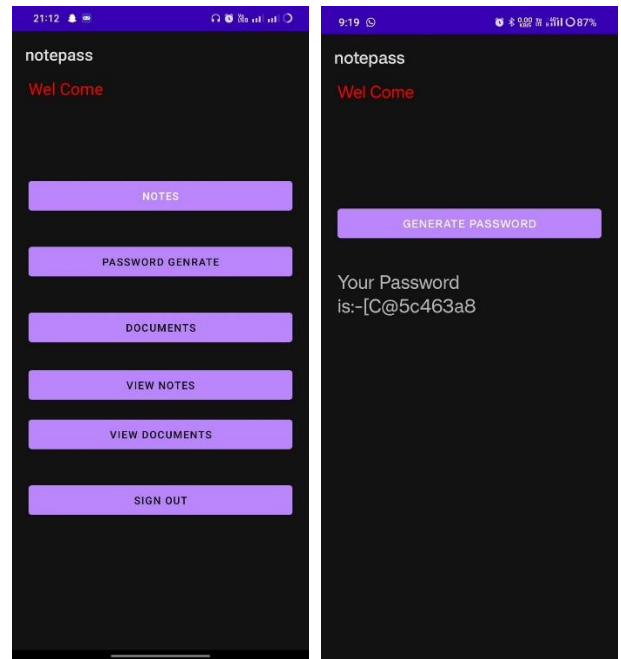 21:12
notepass
Wel Come
NOTES
PASSWORD GENRATE
DOCUMENTS
VIEW NOTES
VIEW DOCUMENTS
SIGN OUT
9:19
87%
notepass
Wel Come
GENERATE PASSWORD
Your Password
is:-[C@5c463a8